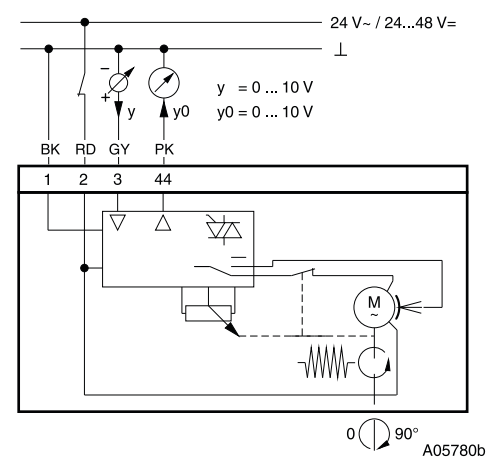 24 V~ / 24...48 V=
⊥
−
+
y
y0
y = 0 ... 10 V
y0 = 0 ... 10 V
BK RD GY PK
1 2 3 44
M
~
0 90°
A05780b